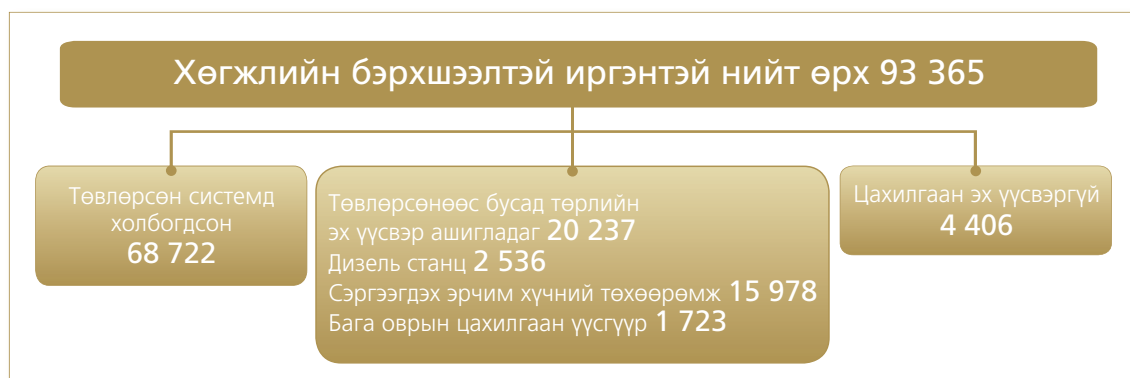 Хөгжлийн бэрхшээлтэй иргэнтэй нийт өрх 93 365
Төвлөрсөн системд
холбогдсон
68 722
Төвлөрсөнөөс бусад төрлийн
эх үүсвэр ашигладаг 20 237
Дизель станц 2 536
Сэргээгдэх эрчим хүчний төхөөрөмж 15 978
Бага оврын цахилгаан үүсгүүр 1 723
Цахилгаан эх үүсвэргүй
4 406